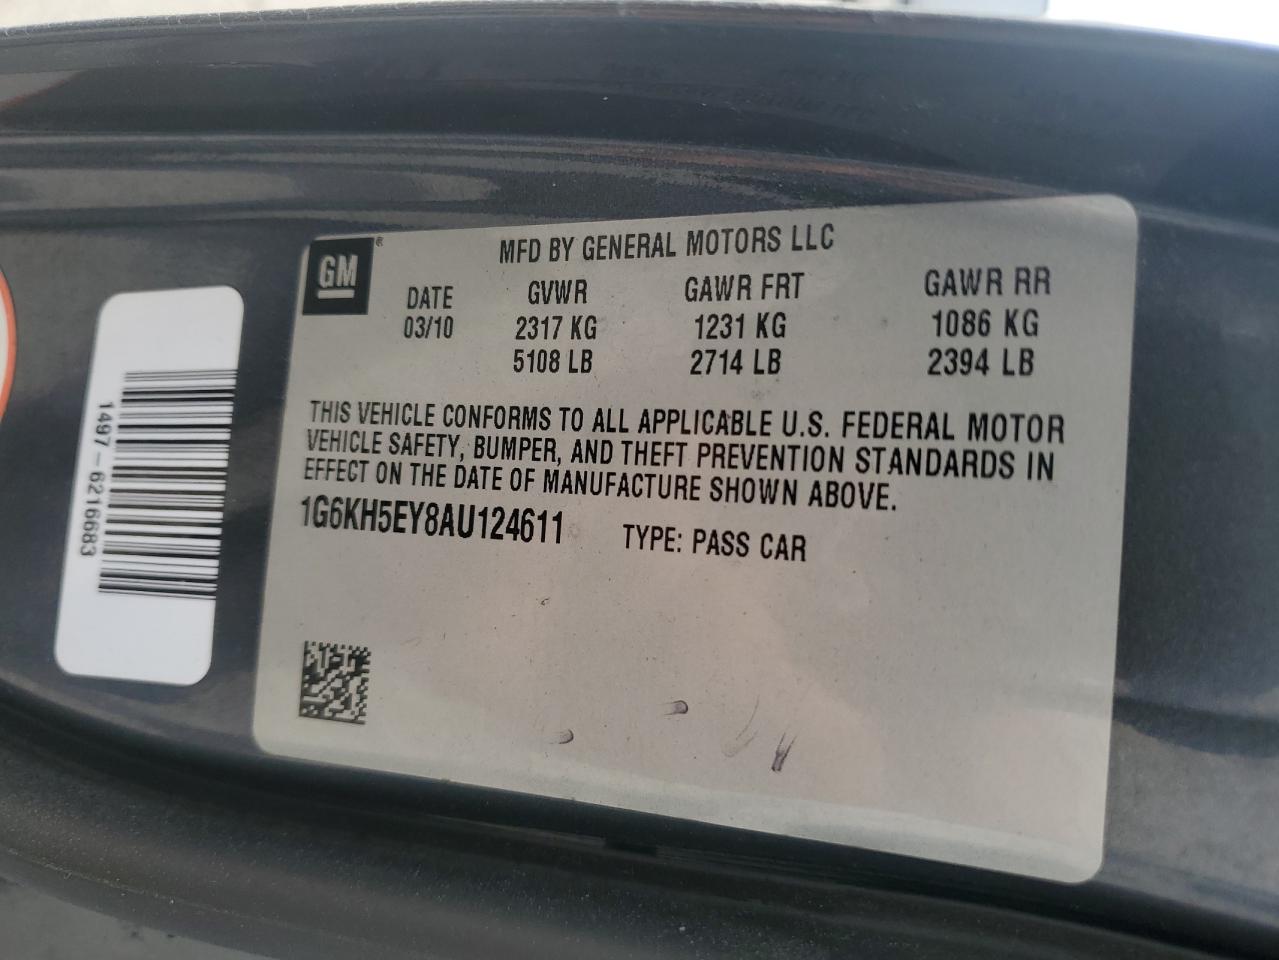 GM®
MFD BY GENERAL MOTORS LLC
DATE GVWR GAWR FRT GAWR RR
03/10 2317 KG 1231 KG 1086 KG
5108 LB 2714 LB 2394 LB
THIS VEHICLE CONFORMS TO ALL APPLICABLE U.S. FEDERAL MOTOR
VEHICLE SAFETY, BUMPER, AND THEFT PREVENTION STANDARDS IN
EFFECT ON THE DATE OF MANUFACTURE SHOWN ABOVE.
1G6KH5EY8AU124611 TYPE: PASS CAR
1497-6216683